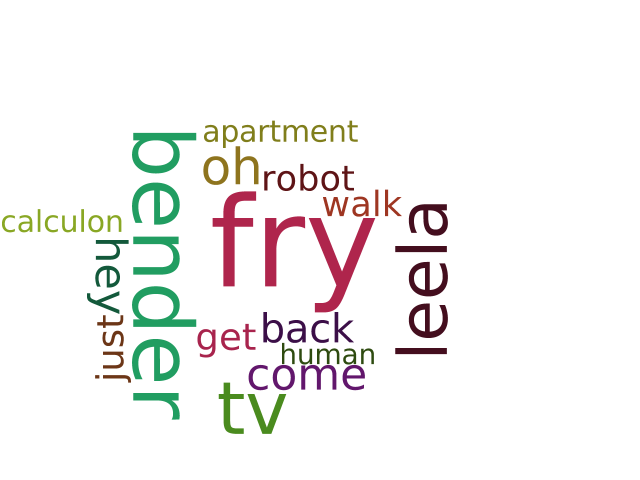 apartment
oh
robot
walk
calculon
bender
fry
leela
hey
just
get
back
human
come
tv